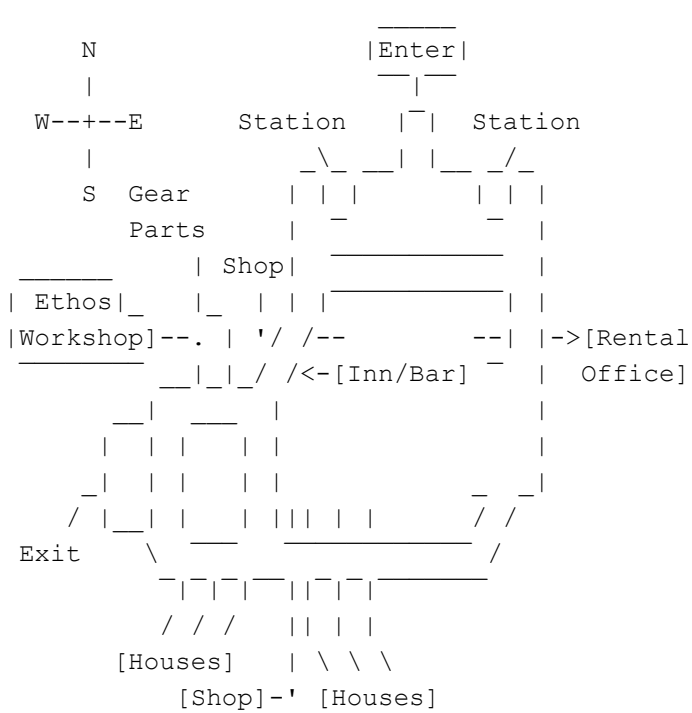 N |Enter|
W--+--E Station Station
S Gear
Parts
Shop
Ethos
Workshop]--. ->[Rental
<-[Inn/Bar] Office]
Exit
[Houses]
[Shop]-' [Houses]